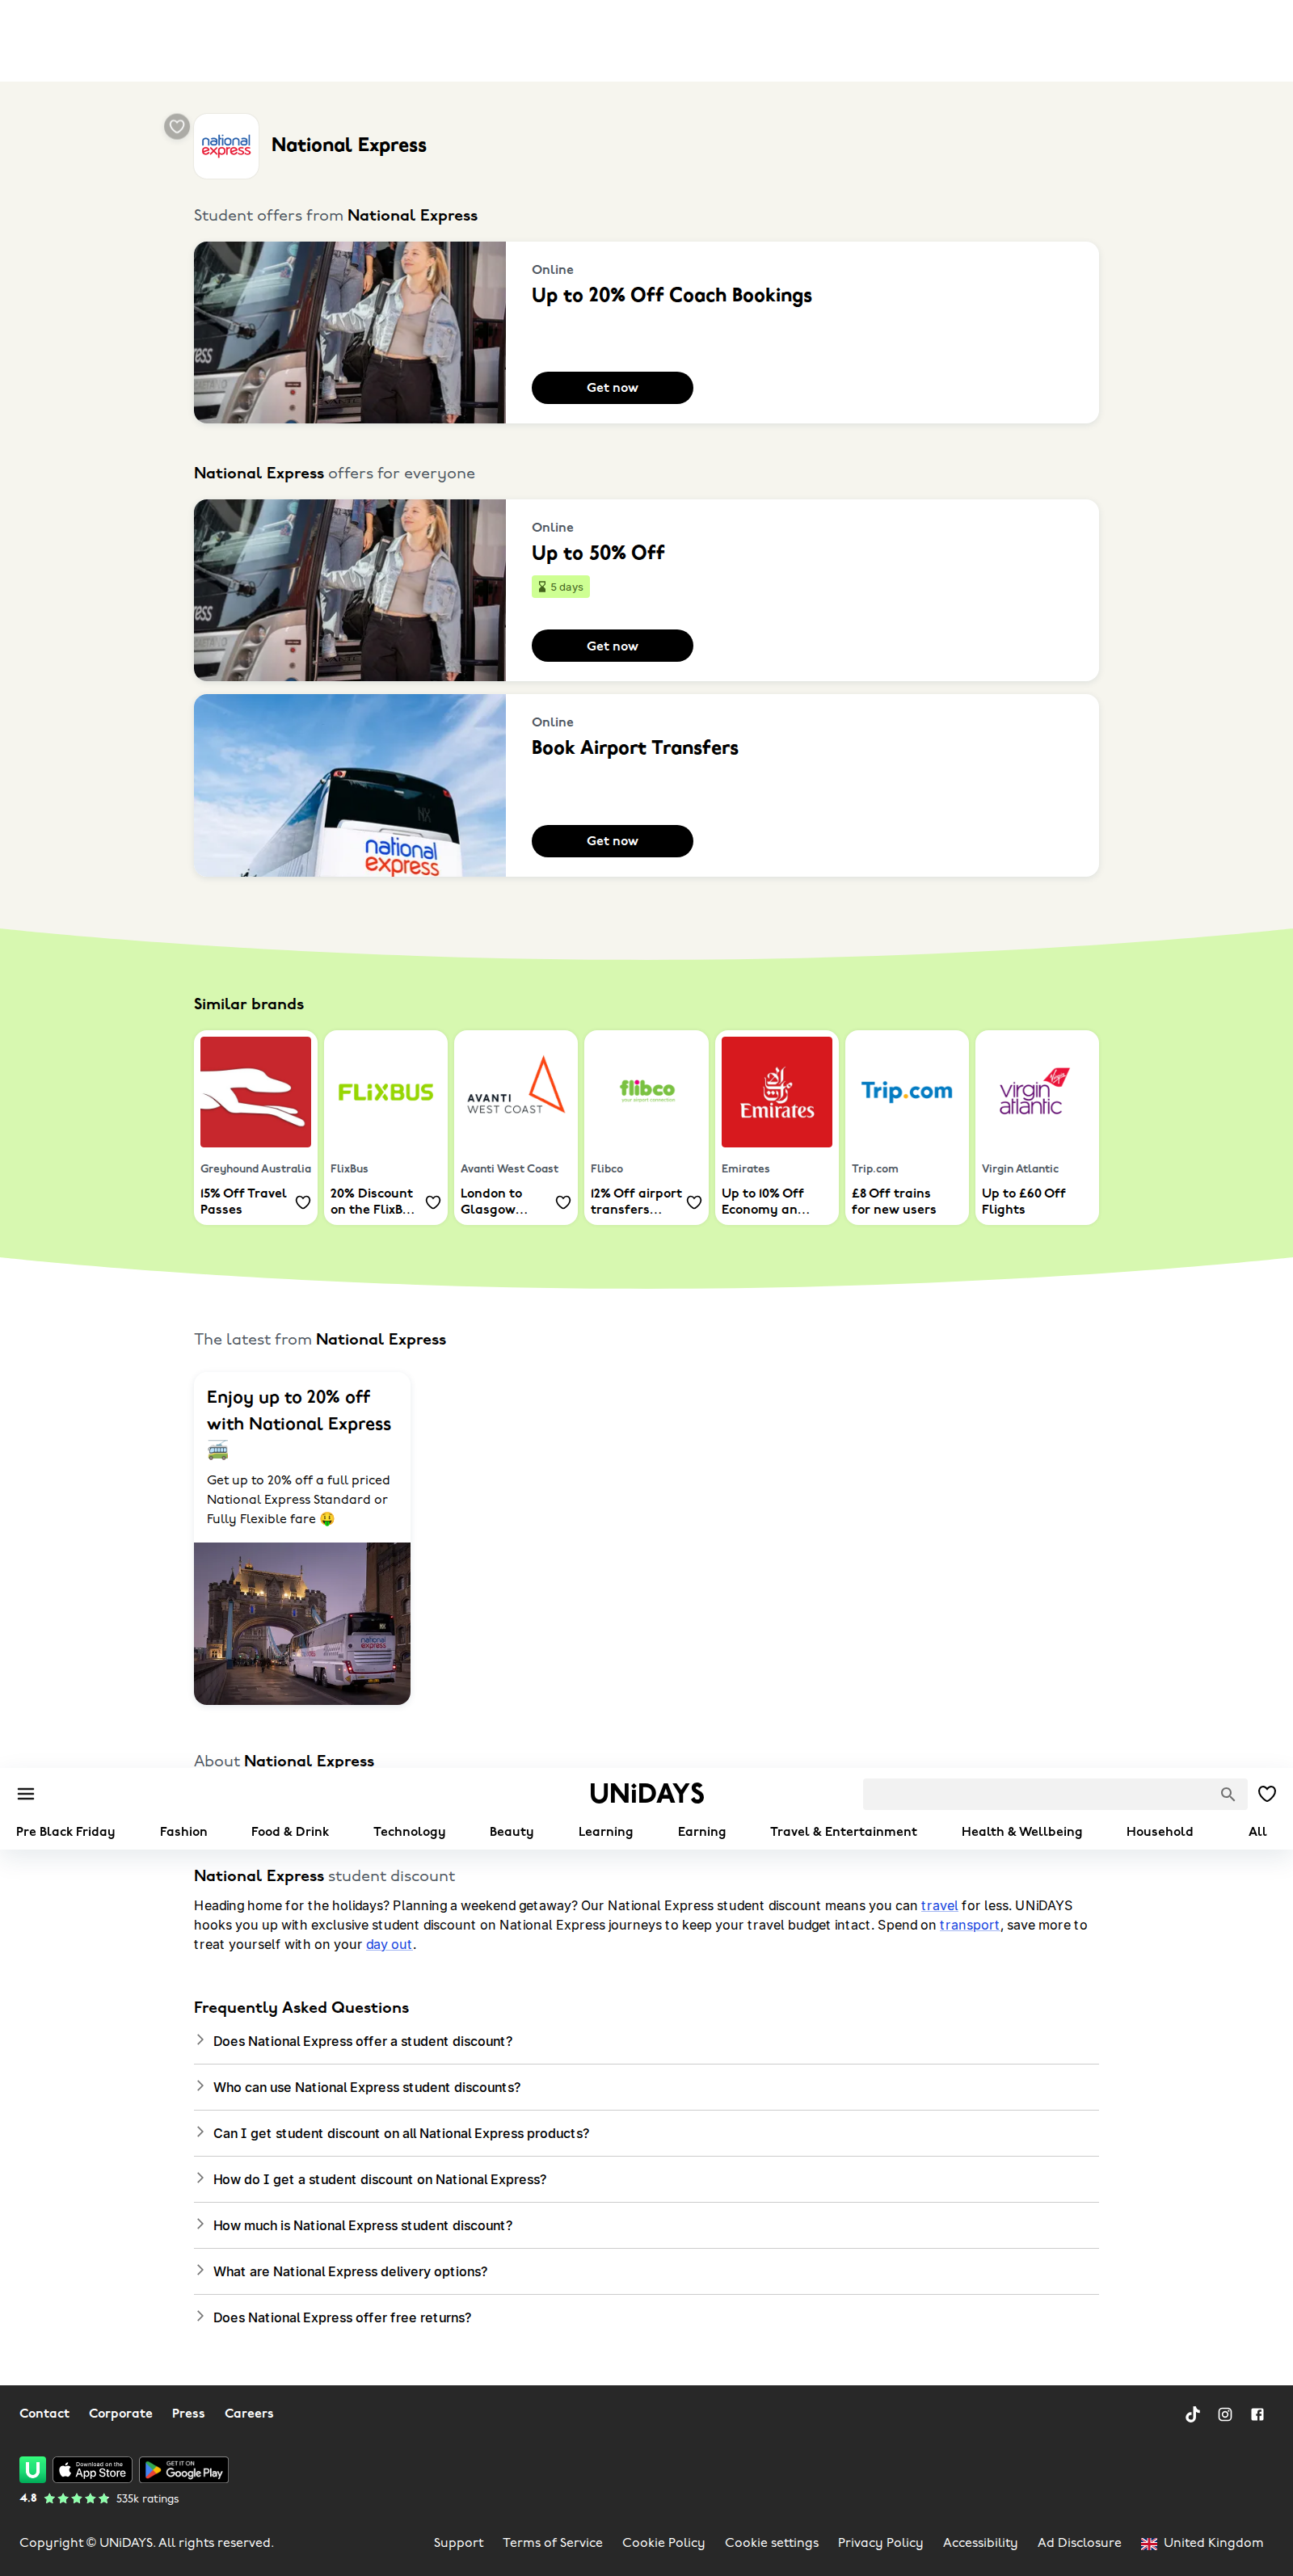 national
express
National Express
Student offers from National Express
ress
Online
Up to 20% Off Coach Bookings
Get now
National Express offers for everyone
ress
Online
Up to 50% Off
5 days
Get now
Online
Book Airport Transfers
NX
national
express
Get now
Similar brands
FLiXBUS
AVANTI
WEST COAST
flibco
your airport connection
Emirates
Trip.com
virgin
atlantic
Greyhound Australia
15% Off Travel
Passes
FlixBus
20% Discount
on the FlixB...
Avanti West Coast
London to
Glasgow...
Flibco
12% Off airport
transfers...
Emirates
Up to 10% Off
Economy an...
Trip.com
£8 Off trains
for new users
Virgin Atlantic
Up to £60 Off
Flights
The latest from National Express
Enjoy up to 20% off
with National Express
🚎
Get up to 20% off a full priced
National Express Standard or
Fully Flexible fare 🤑
national
express
About National Express
UNiDAYS
Pre Black Friday Fashion Food & Drink Technology Beauty Learning Earning Travel & Entertainment Health & Wellbeing Household All
National Express student discount
Heading home for the holidays? Planning a weekend getaway? Our National Express student discount means you can travel for less. UNiDAYS
hooks you up with exclusive student discount on National Express journeys to keep your travel budget intact. Spend on transport, save more to
treat yourself with on your day out.
Frequently Asked Questions
Does National Express offer a student discount?
Who can use National Express student discounts?
Can I get student discount on all National Express products?
How do I get a student discount on National Express?
How much is National Express student discount?
What are National Express delivery options?
Does National Express offer free returns?
Contact Corporate Press Careers
U
Download on the
App Store
GET IT ON
Google Play
4.8 535k ratings
Copyright © UNiDAYS. All rights reserved. Support Terms of Service Cookie Policy Cookie settings Privacy Policy Accessibility Ad Disclosure United Kingdom